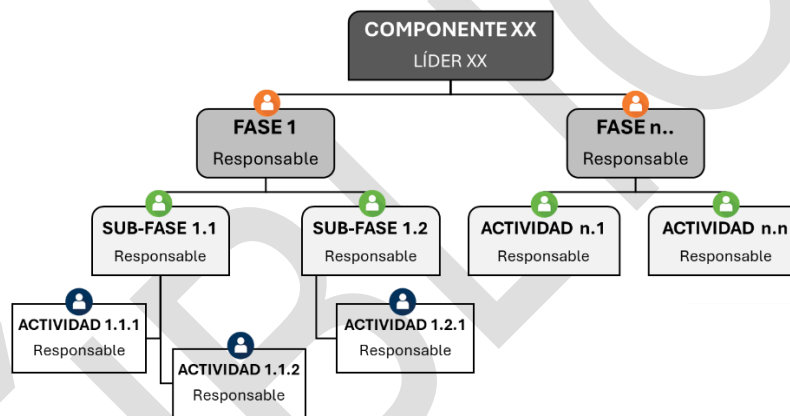 COMPONENTE XX
LÍDER XX
FASE 1
Responsable
FASE n..
Responsable
SUB-FASE 1.1
Responsable
SUB-FASE 1.2
Responsable
ACTIVIDAD n.1
Responsable
ACTIVIDAD n.n
Responsable
ACTIVIDAD 1.1.1
Responsable
ACTIVIDAD 1.1.2
Responsable
ACTIVIDAD 1.2.1
Responsable